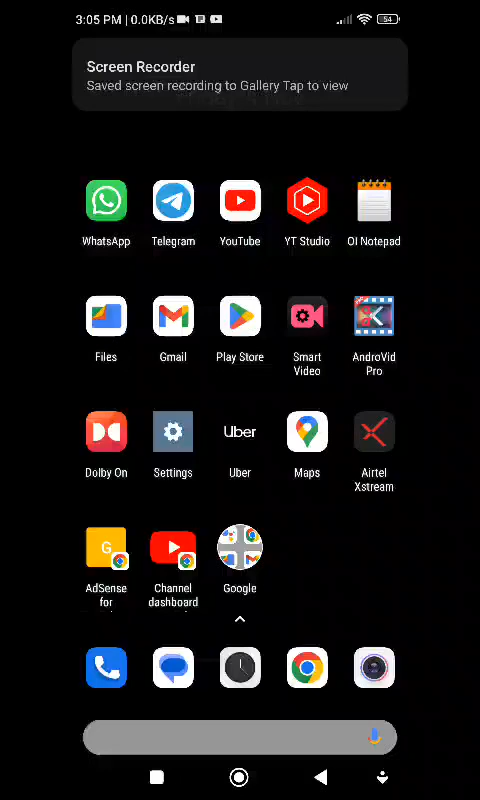 3:05 PM | 0.0KB/s
54
Screen Recorder
Saved screen recording to Gallery Tap to view
WhatsApp Telegram YouTube YT Studio OI Notepad
Files Gmail Play Store Smart Video AndroVid Pro
Uber
Dolby On Settings Uber Maps Airtel Xstream
G
AdSense for Channel dashboard Google